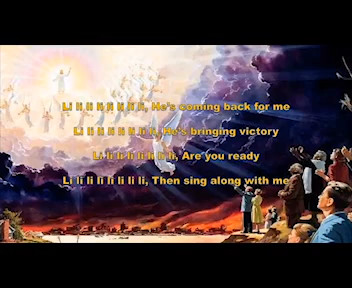 Li li li li li li li li, He's coming back for me
Li li li li li li li li, He's bringing victory
Li li li li li li li li, Are you ready
Li li li li li li li li, Then sing along with me